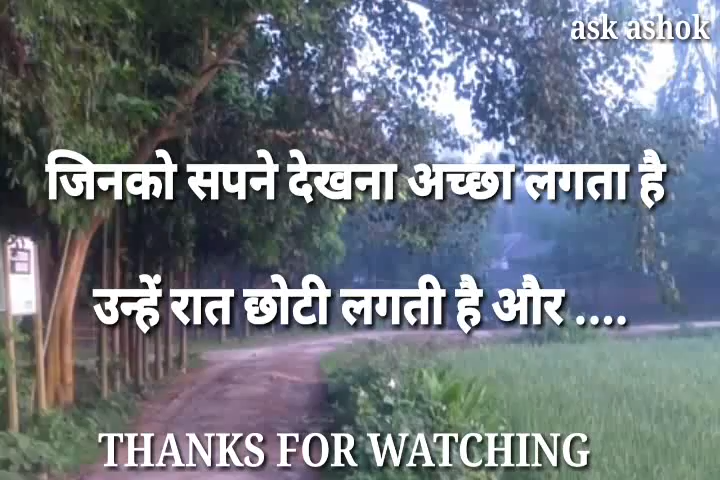 ask ashok
जिनको सपने देखना अच्छा लगता है
उन्हें रात छोटी लगती है और ....
THANKS FOR WATCHING